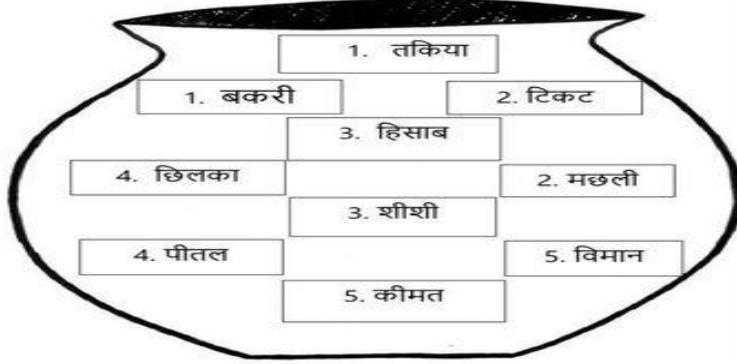 1. तकिया
1. बकरी
2. टिकट
3. हिसाब
4. छिलका
2. मछली
3. शीशी
4. पीतल
5. विमान
5. कीमत